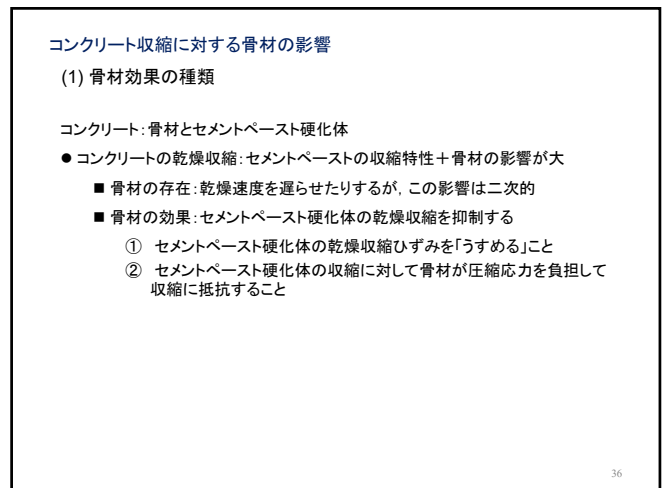 コンクリート収縮に対する骨材の影響
(1) 骨材効果の種類
コンクリート：骨材とセメントペースト硬化体
● コンクリートの乾燥収縮：セメントペーストの収縮特性＋骨材の影響が大
■ 骨材の存在：乾燥速度を遅らせたりするが，この影響は二次的
■ 骨材の効果：セメントペースト硬化体の乾燥収縮を抑制する
① セメントペースト硬化体の乾燥収縮ひずみを「うすめる」こと
② セメントペースト硬化体の収縮に対して骨材が圧縮応力を負担して
収縮に抵抗すること
36